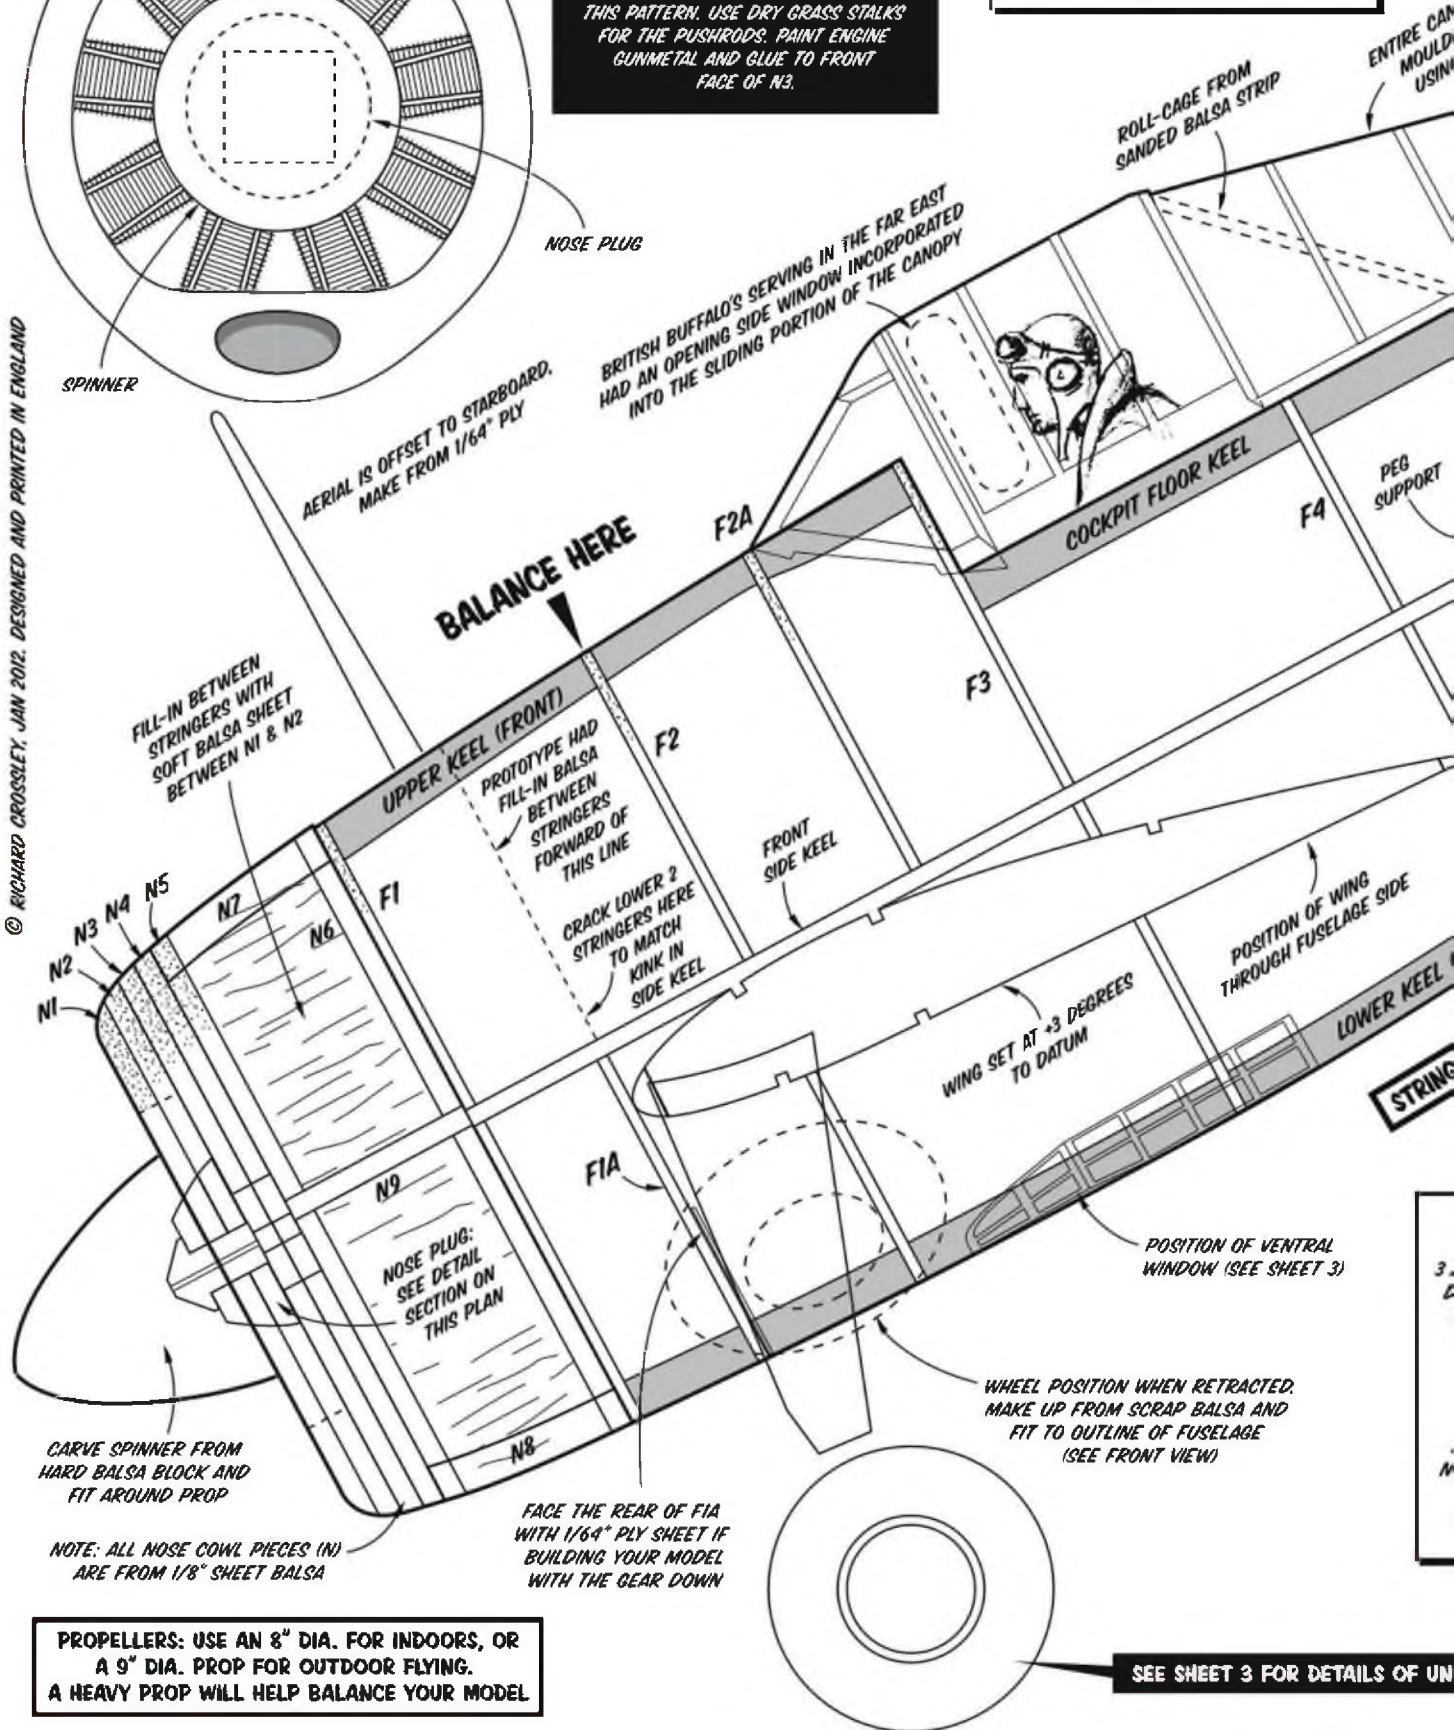 THIS PATTERN. USE DRY GRASS STALKS
FOR THE PUSHRODS. PAINT ENGINE
GUNMETAL AND GLUE TO FRONT
FACE OF N3.
ROLL-CAGE FROM
SANDED BALSA STRIP
ENTIRE
USING
NOSE PLUG
SPINNER
BRITISH BUFFALO'S SERVING IN THE FAR EAST
HAD AN OPENING SIDE WINDOW INCORPORATED
INTO THE SLIDING PORTION OF THE CANOPY
© RICHARD CROSSLEY, JAN 2012. DESIGNED AND PRINTED IN ENGLAND
AERIAL IS OFFSET TO STARBOARD.
MAKE FROM 1/64" PLY
BALANCE HERE
F2A
COCKPIT FLOOR KEEL
F4
PEG
SUPPORT
FILL-IN BETWEEN
STRINGERS WITH
SOFT BALSA SHEET
BETWEEN N1 & N2
UPPER KEEL (FRONT)
PROTOTYPE HAD
FILL-IN BALSA
BETWEEN
STRINGERS
FORWARD OF
THIS LINE
F2
F3
FRONT
SIDE KEEL
CRACK LOWER 2
STRINGERS HERE
TO MATCH
KINK IN
SIDE KEEL
N1
N2
N3
N4
N5
N7
N6
F1
POSITION OF WING
THROUGH FUSELAGE SIDE
WING SET AT +3 DEGREES
TO DATUM
LOWER KEEL
F1A
N9
NOSE PLUG:
SEE DETAIL
SECTION ON
THIS PLAN
POSITION OF VENTRAL
WINDOW (SEE SHEET 3)
WHEEL POSITION WHEN RETRACTED.
MAKE UP FROM SCRAP BALSA AND
FIT TO OUTLINE OF FUSELAGE
(SEE FRONT VIEW)
N8
CARVE SPINNER FROM
HARD BALSA BLOCK AND
FIT AROUND PROP
NOTE: ALL NOSE COWL PIECES (N)
ARE FROM 1/8" SHEET BALSA
FACE THE REAR OF F1A
WITH 1/64" PLY SHEET IF
BUILDING YOUR MODEL
WITH THE GEAR DOWN
PROPELLERS: USE AN 8" DIA. FOR INDOORS, OR
A 9" DIA. PROP FOR OUTDOOR FLYING.
A HEAVY PROP WILL HELP BALANCE YOUR MODEL
SEE SHEET 3 FOR DETAILS OF UN